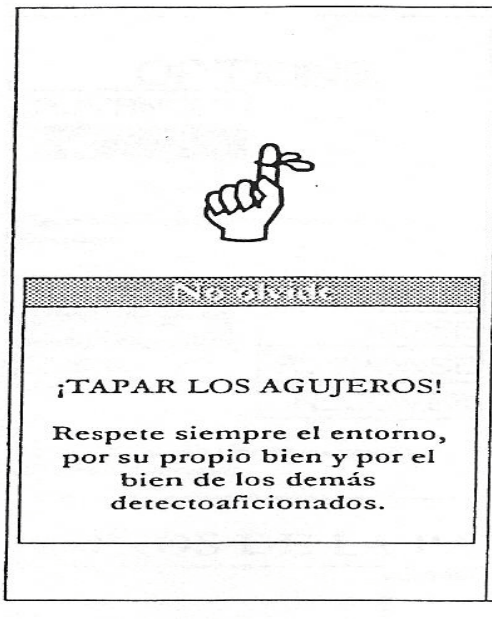 No olvide
¡TAPAR LOS AGUJEROS!
Respete siempre el entorno,
por su propio bien y por el
bien de los demás
detectoaficionados.